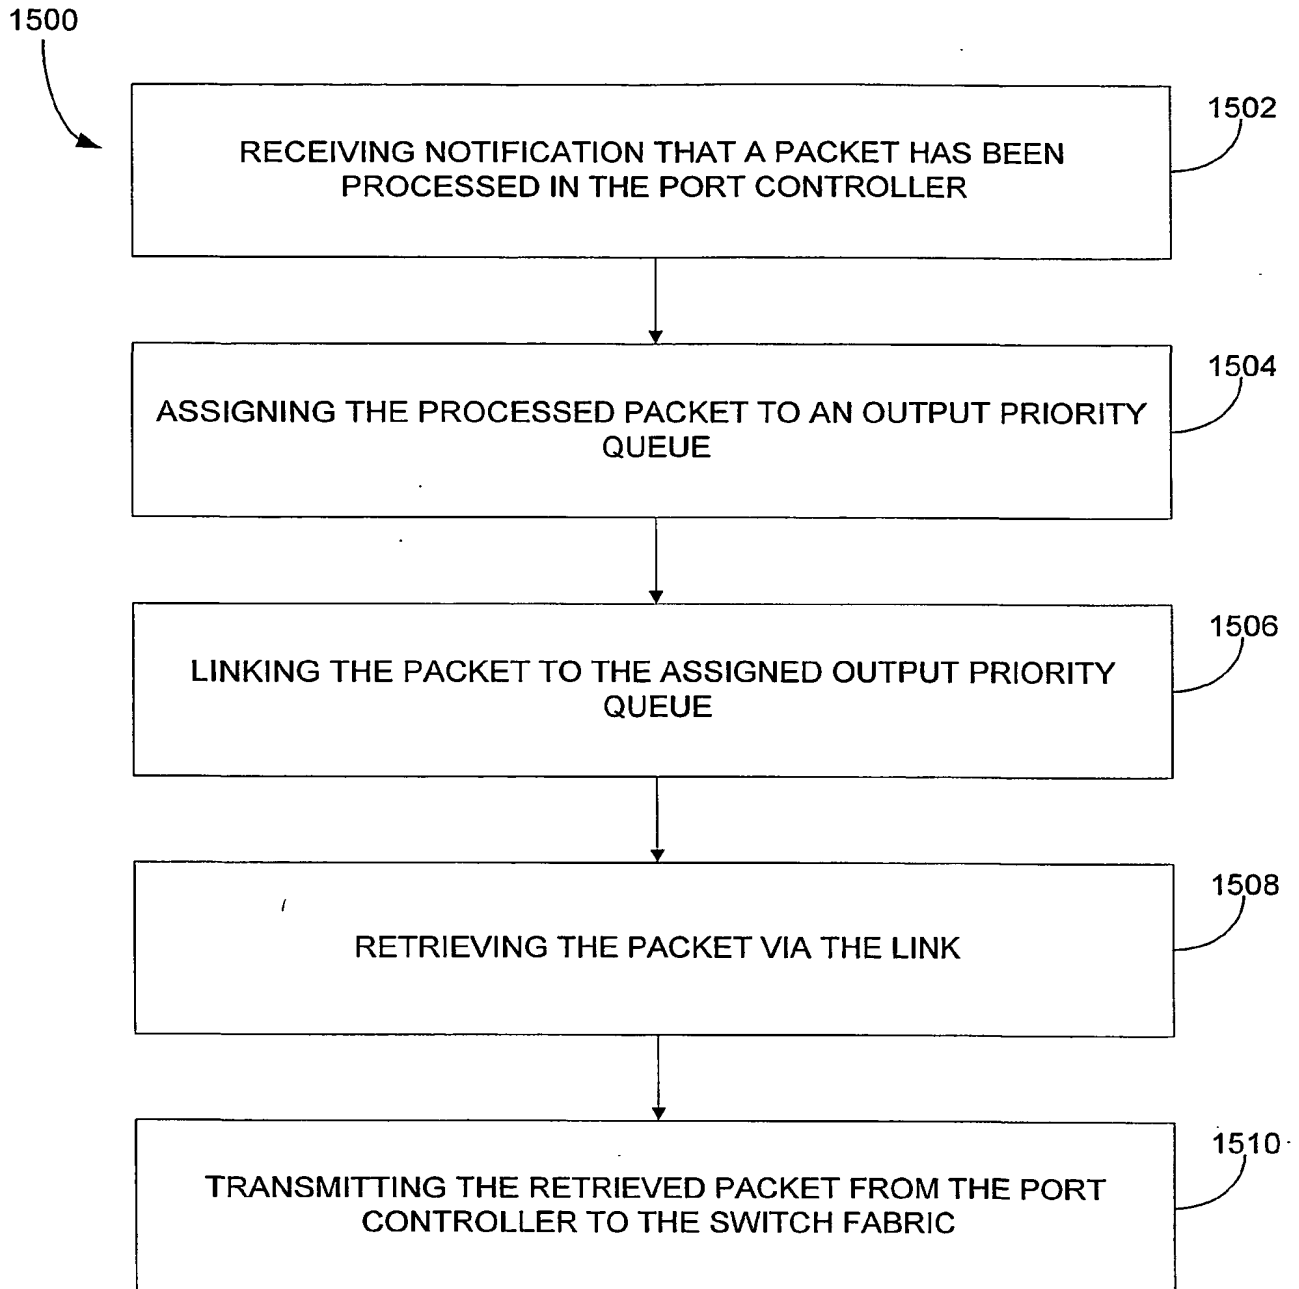 1500
1502
RECEIVING NOTIFICATION THAT A PACKET HAS BEEN
PROCESSED IN THE PORT CONTROLLER
1504
ASSIGNING THE PROCESSED PACKET TO AN OUTPUT PRIORITY
QUEUE
1506
LINKING THE PACKET TO THE ASSIGNED OUTPUT PRIORITY
QUEUE
1508
RETRIEVING THE PACKET VIA THE LINK
1510
TRANSMITTING THE RETRIEVED PACKET FROM THE PORT
CONTROLLER TO THE SWITCH FABRIC